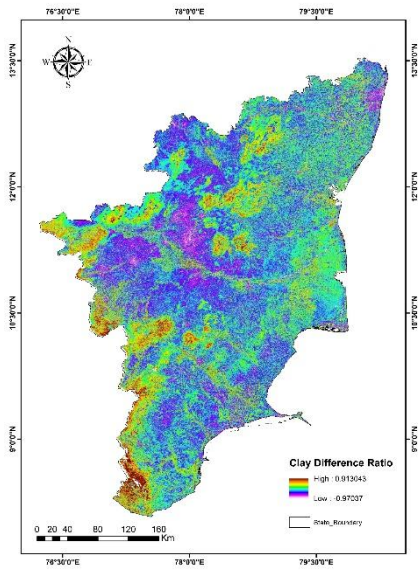 76°30'0"E 78°0'0"E 79°30'0"E
N
W E
S
13°30'0"N 13°30'0"N
12°0'0"N 12°0'0"N
10°30'0"N 10°30'0"N
9°0'0"N 9°0'0"N
Clay Difference Ratio
High : 0.913043
Low : -0.97037
State_Boundary
0 20 40 80 120 160
Km
76°30'0"E 78°0'0"E 79°30'0"E